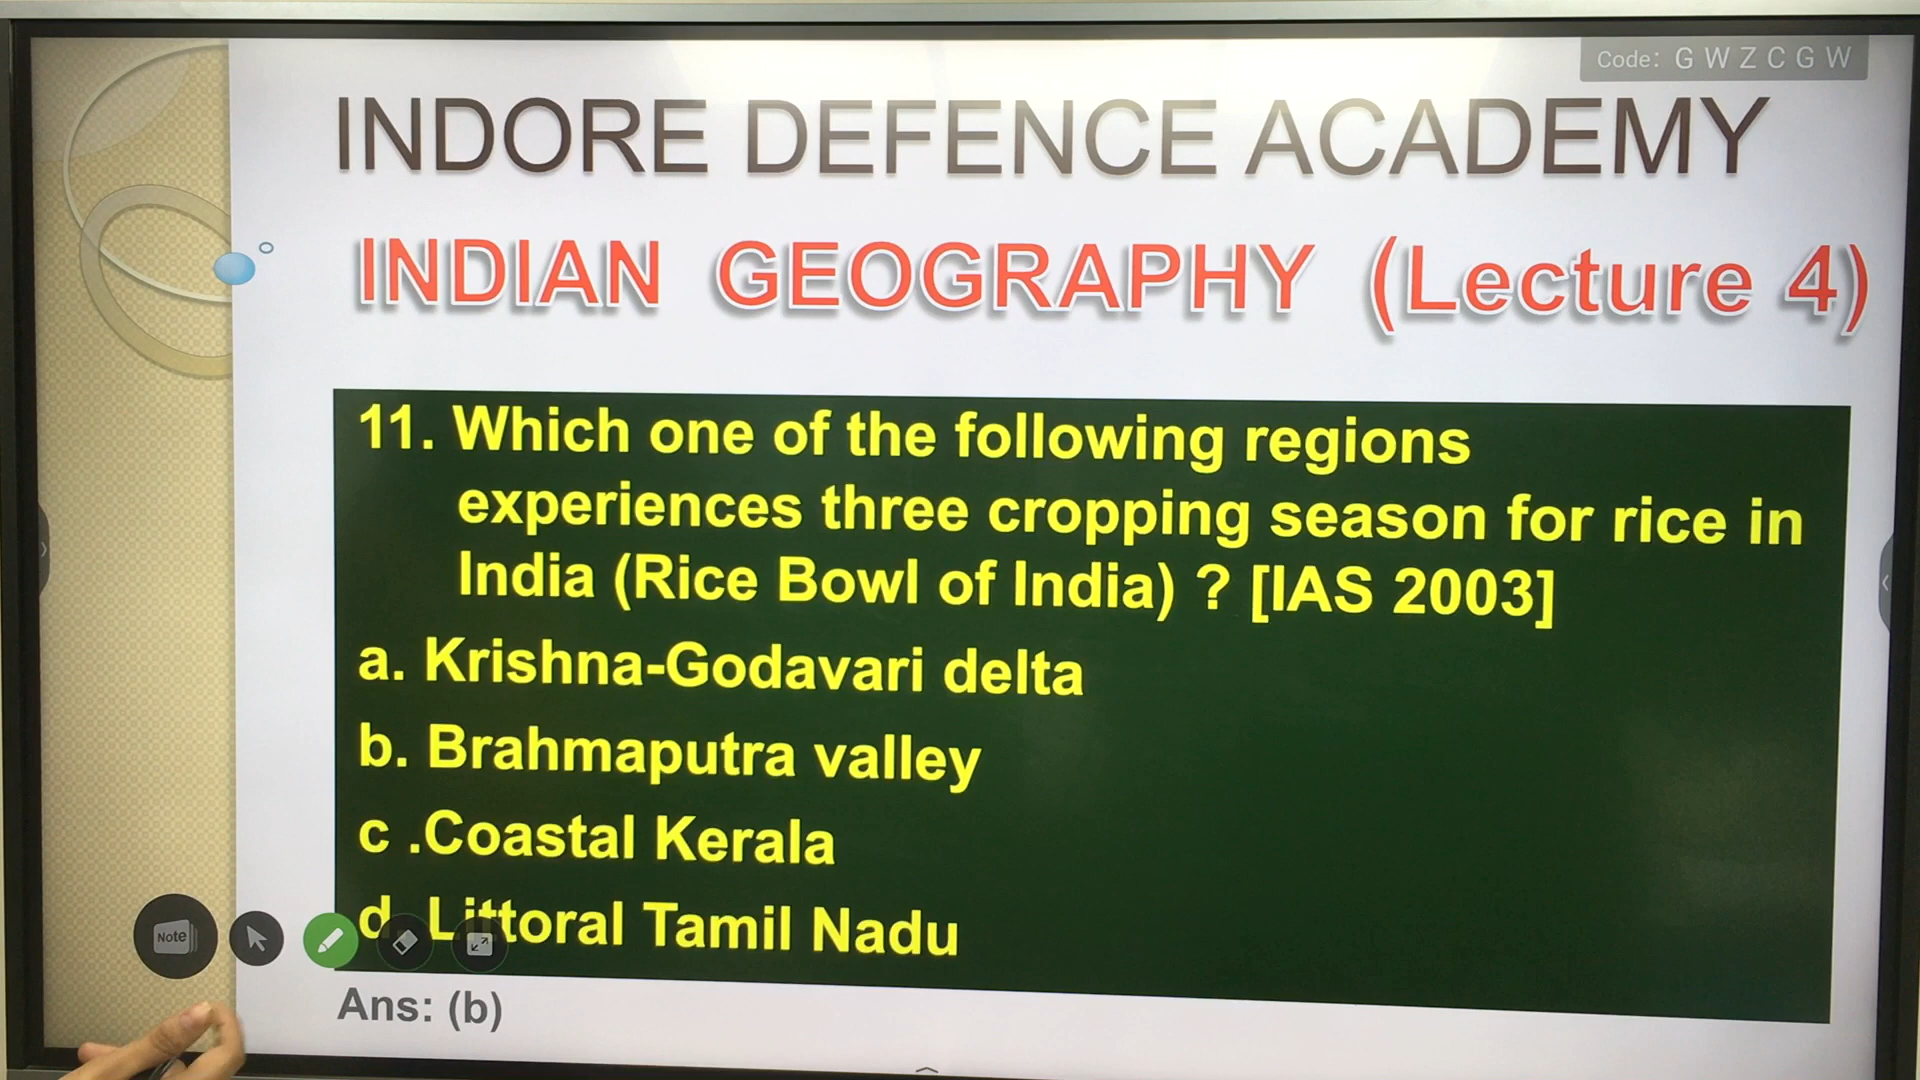 Code: G W Z C G W
INDORE DEFENCE ACADEMY
INDIAN GEOGRAPHY (Lecture 4)
11. Which one of the following regions
experiences three cropping season for rice in
India (Rice Bowl of India) ? [IAS 2003]
a. Krishna-Godavari delta
b. Brahmaputra valley
c .Coastal Kerala
d. Littoral Tamil Nadu
Note
Ans: (b)